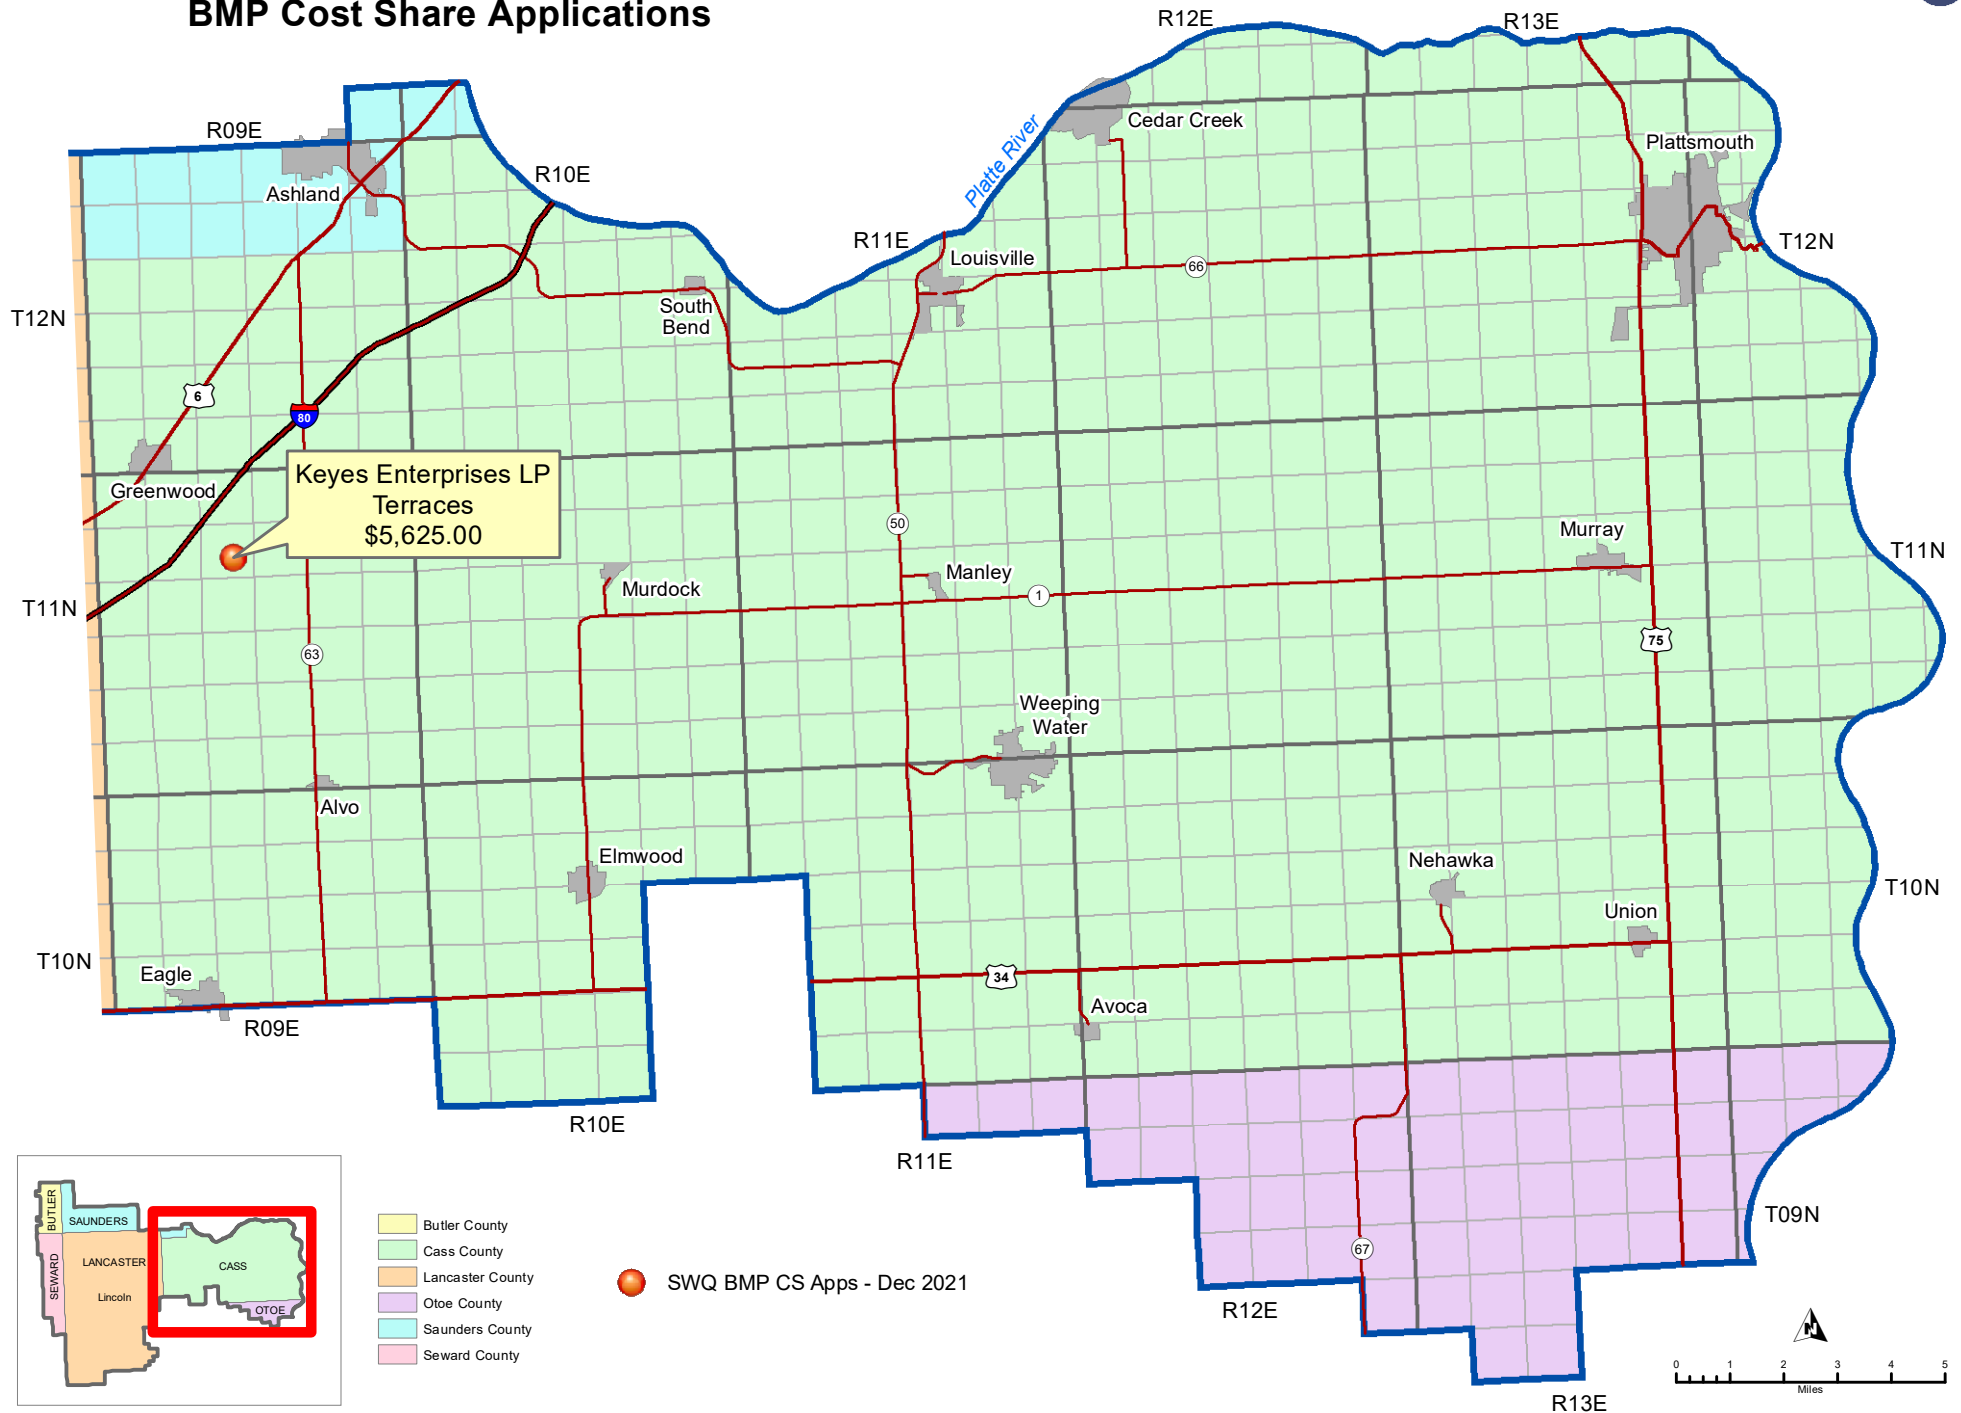 BMP Cost Share Applications
R12E
R13E
R09E
R10E
R11E
Platte River
Cedar Creek
Plattsmouth
Ashland
Louisville
66
T12N
South
Bend
T12N
6
80
Greenwood
Keyes Enterprises LP
Terraces
$5,625.00
50
Murray
T11N
Murdock
Manley
1
T11N
63
75
Weeping
Water
Alvo
Elmwood
Nehawka
T10N
Union
T10N
Eagle
34
Avoca
R09E
R10E
R11E
T09N
67
R12E
R13E
BUTLER
SAUNDERS
SEWARD
LANCASTER
Lincoln
CASS
OTOE
Butler County
Cass County
Lancaster County
Otoe County
Saunders County
Seward County
SWQ BMP CS Apps - Dec 2021
N
0 1 2 3 4 5
Miles